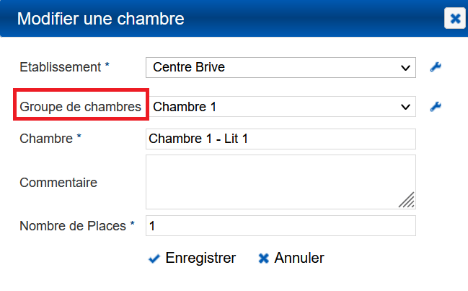 Modifier une chambre
Etablissement * Centre Brive
Groupe de chambres Chambre 1
Chambre * Chambre 1 - Lit 1
Commentaire
Nombre de Places * 1
Enregistrer Annuler